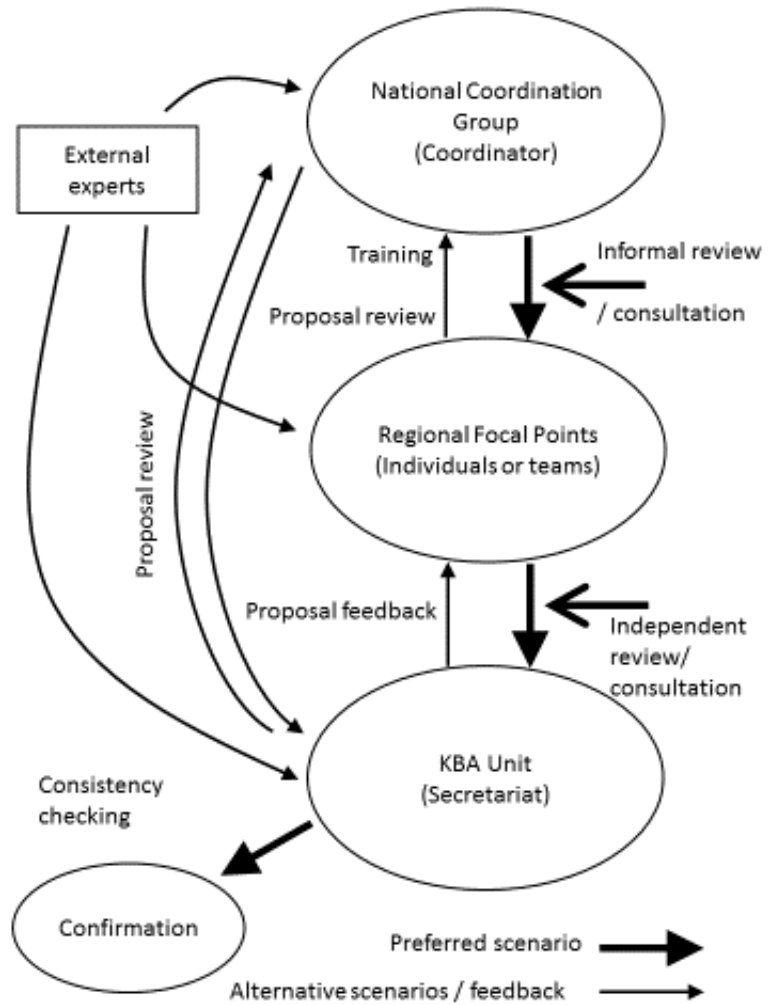 National Coordination
Group
(Coordinator)
External
experts
Training
Informal review
Proposal review
/ consultation
Regional Focal Points
(Individuals or teams)
Proposal review
Proposal feedback
Independent
review/
consultation
KBA Unit
(Secretariat)
Consistency
checking
Confirmation
Preferred scenario
Alternative scenarios / feedback